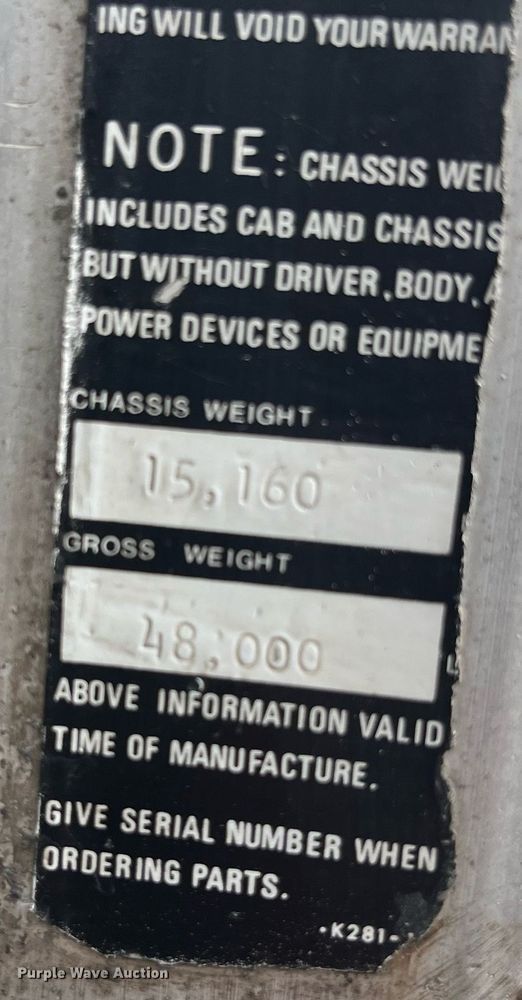 ING WILL VOID YOUR WARRAN
NOTE: CHASSIS WEIG
INCLUDES CAB AND CHASSIS
BUT WITHOUT DRIVER, BODY, A
POWER DEVICES OR EQUIPME
CHASSIS WEIGHT
15,160
GROSS WEIGHT
48,000
L
ABOVE INFORMATION VALID
TIME OF MANUFACTURE.
GIVE SERIAL NUMBER WHEN
ORDERING PARTS.
·K281-
Purple Wave Auction